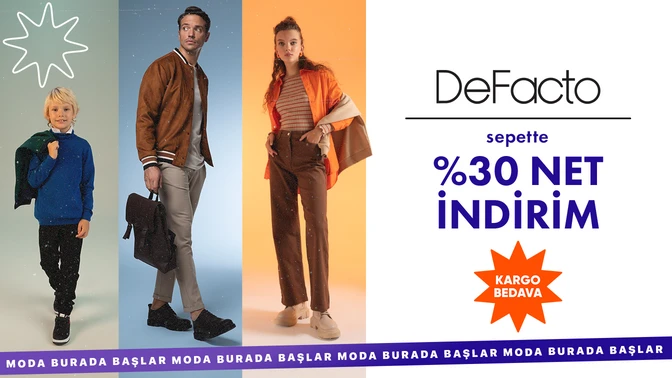 DeFacto
sepette
%30 NET
İNDİRİM
KARGO
BEDAVA
MODA BURADA BAŞLAR MODA BURADA BAŞLAR MODA BURADA BAŞLAR MODA BURADA BAŞLAR